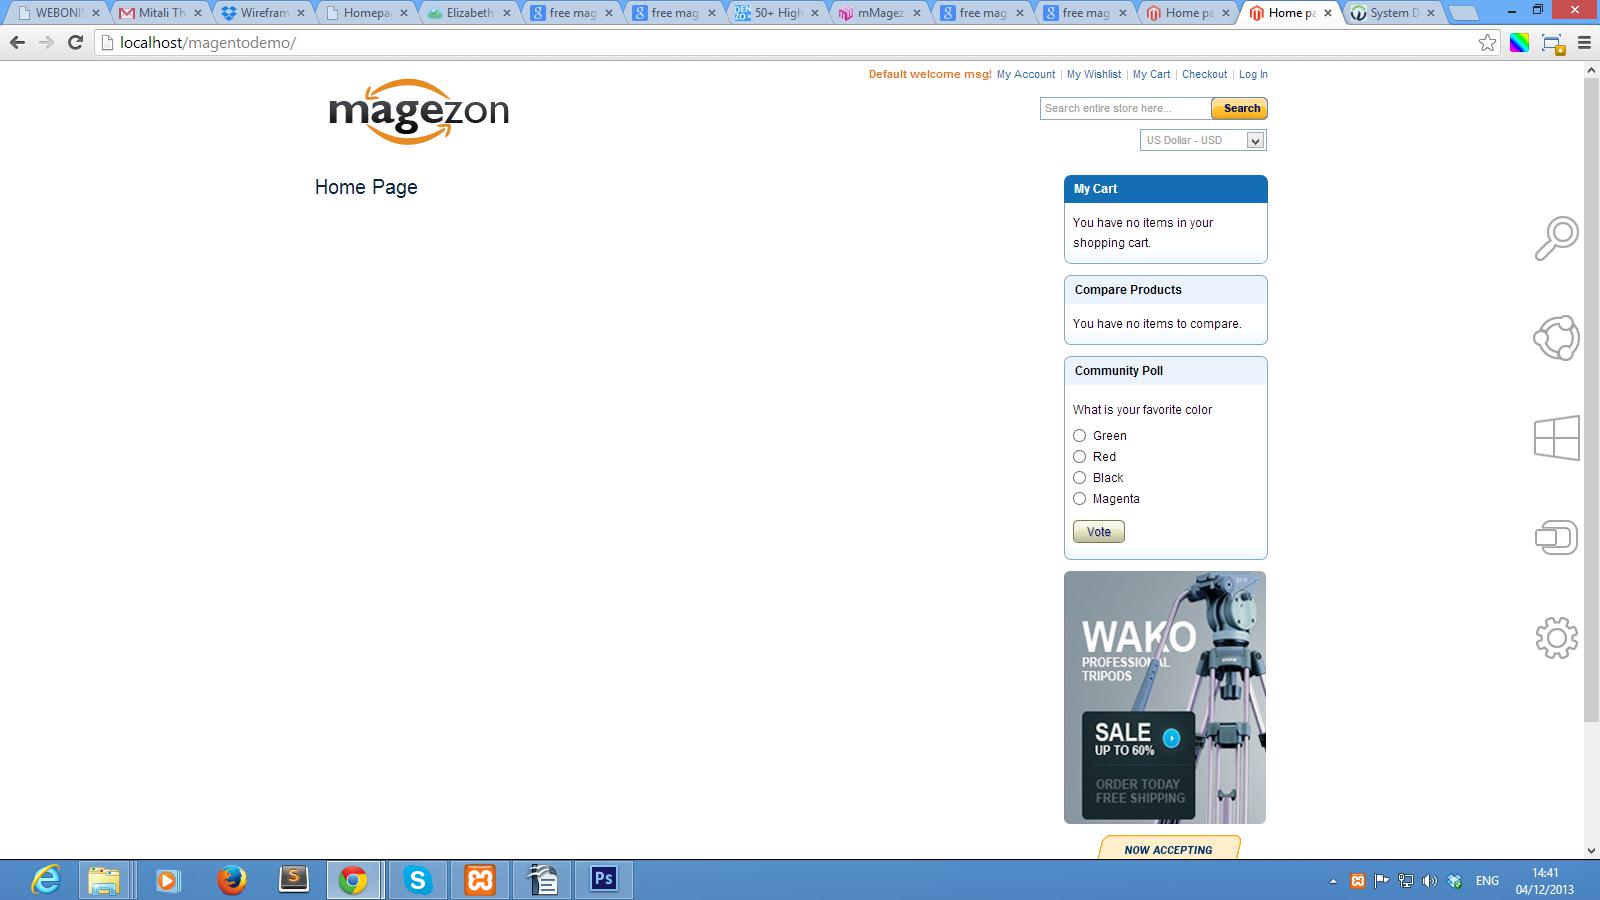 WEBONIS
Mitali Th
Wirefram
Homepa
Elizabeth
free mag
free mag
50+ High
mMagez
free mag
free mag
Home pa
Home pa
System D
localhost/magentodemo/
Default welcome msg! My Account | My Wishlist | My Cart | Checkout | Log In
magezon
Search entire store here...
Search
US Dollar - USD
Home Page
My Cart
You have no items in your
shopping cart.
Compare Products
You have no items to compare.
Community Poll
What is your favorite color
Green
Red
Black
Magenta
Vote
WAKO
PROFESSIONAL
TRIPODS
SALE
UP TO 60%
ORDER TODAY
FREE SHIPPING
NOW ACCEPTING
ENG
14:41
04/12/2013